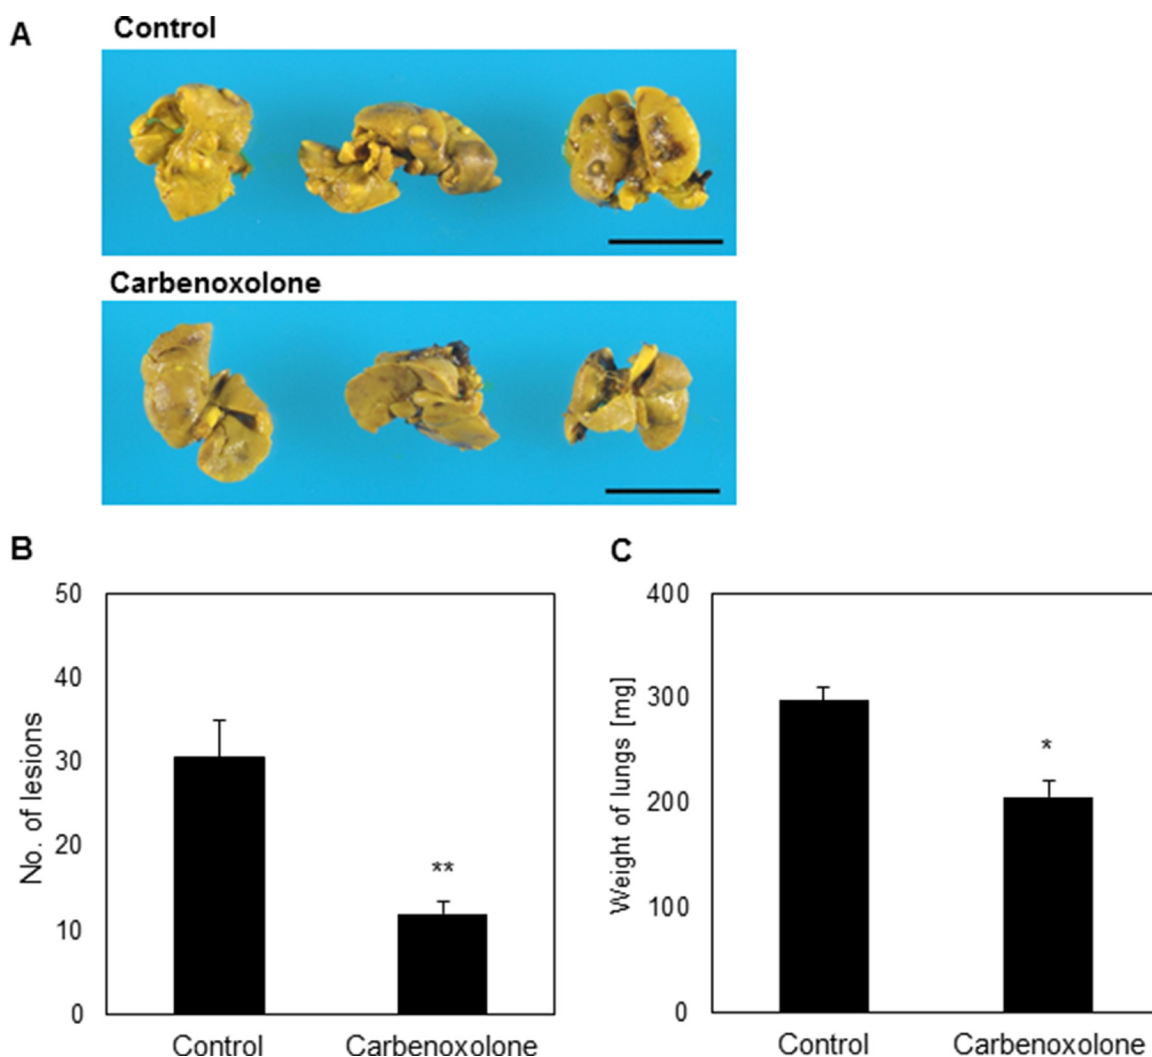 A
Control
Carbenoxolone
B
No. of lesions
50
40
30
20
10
0
**
Control
Carbenoxolone
C
Weight of lungs [mg]
400
300
200
100
0
*
Control
Carbenoxolone